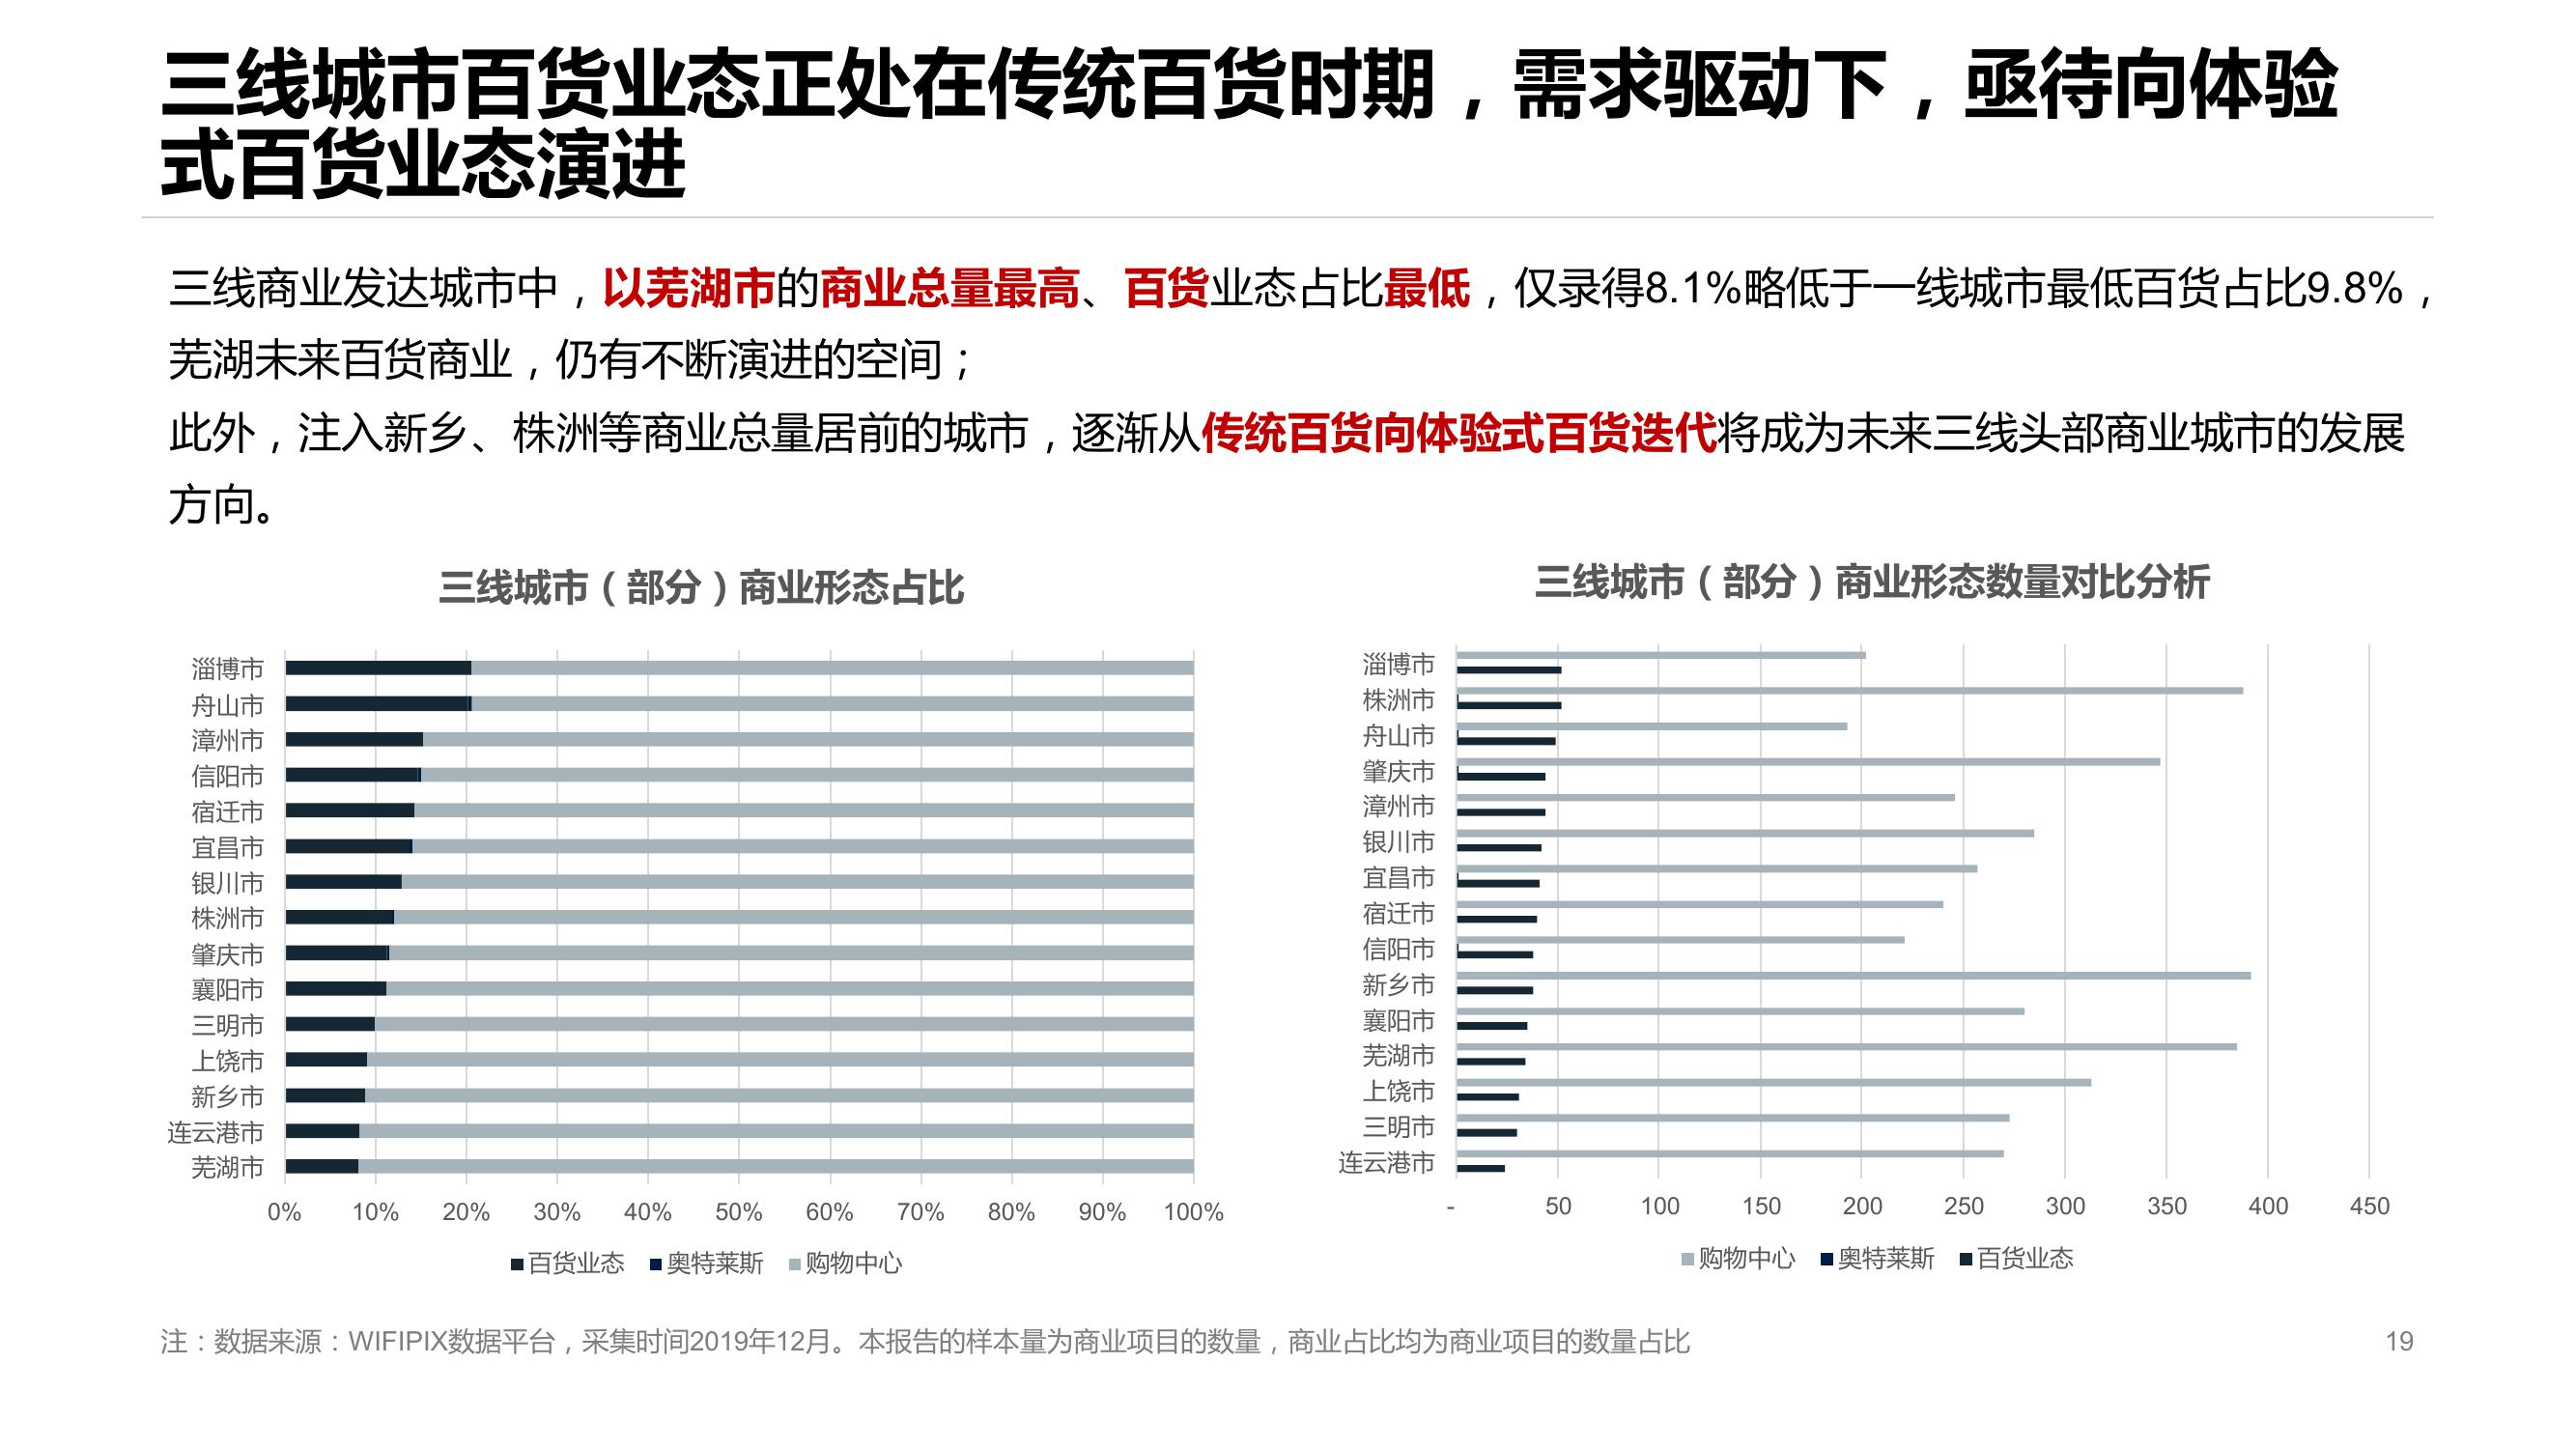 三线城市百货业态正处在传统百货时期，需求驱动下，亟待向体验
式百货业态演进
三线商业发达城市中，以芜湖市的商业总量最高、百货业态占比最低，仅录得8.1%略低于一线城市最低百货占比9.8%，
芜湖未来百货商业，仍有不断演进的空间；
此外，注入新乡、株洲等商业总量居前的城市，逐渐从传统百货向体验式百货迭代将成为未来三线头部商业城市的发展
方向。
三线城市（部分）商业形态占比
淄博市
舟山市
漳州市
信阳市
宿迁市
宜昌市
银川市
株洲市
肇庆市
襄阳市
三明市
上饶市
新乡市
连云港市
芜湖市
0% 10% 20% 30% 40% 50% 60% 70% 80% 90% 100%
百货业态 奥特莱斯 购物中心
三线城市（部分）商业形态数量对比分析
淄博市
株洲市
舟山市
肇庆市
漳州市
银川市
宜昌市
宿迁市
信阳市
新乡市
襄阳市
芜湖市
上饶市
三明市
连云港市
- 50 100 150 200 250 300 350 400 450
购物中心 奥特莱斯 百货业态
注：数据来源：WIFIPIX数据平台，采集时间2019年12月。本报告的样本量为商业项目的数量，商业占比均为商业项目的数量占比
19